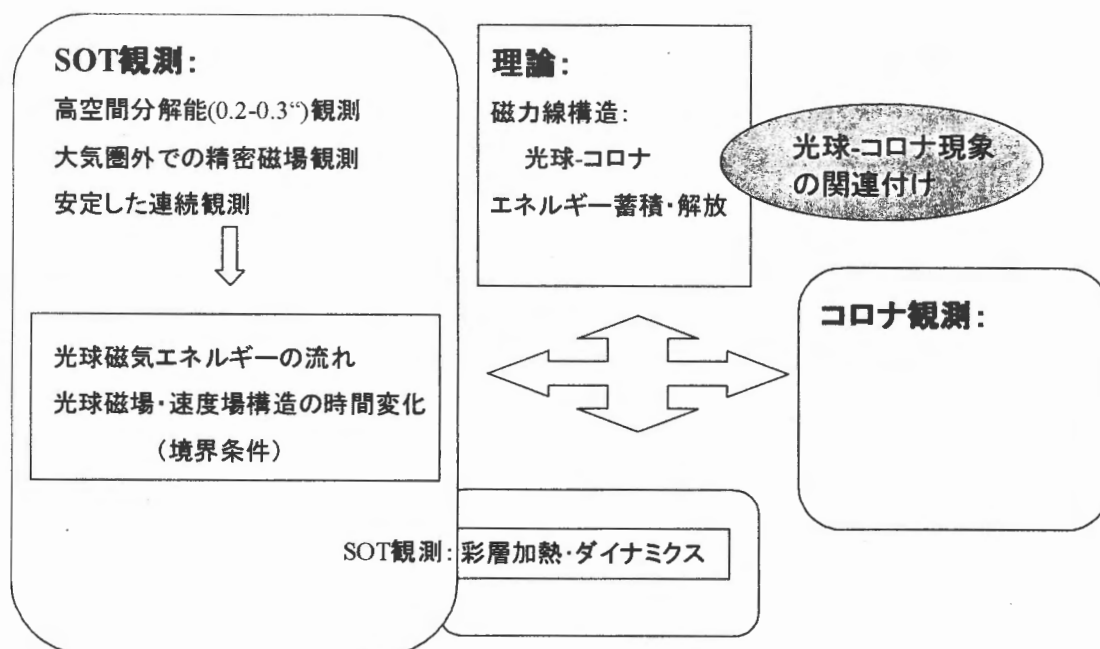 SOT観測:
高空間分解能(0.2-0.3“)観測
大気圏外での精密磁場観測
安定した連続観測
光球磁気エネルギーの流れ
光球磁場・速度場構造の時間変化
(境界条件)
理論:
磁力線構造:
光球-コロナ
エネルギー蓄積・解放
光球-コロナ現象
の関連付け
コロナ観測:
SOT観測: 彩層加熱・ダイナミクス